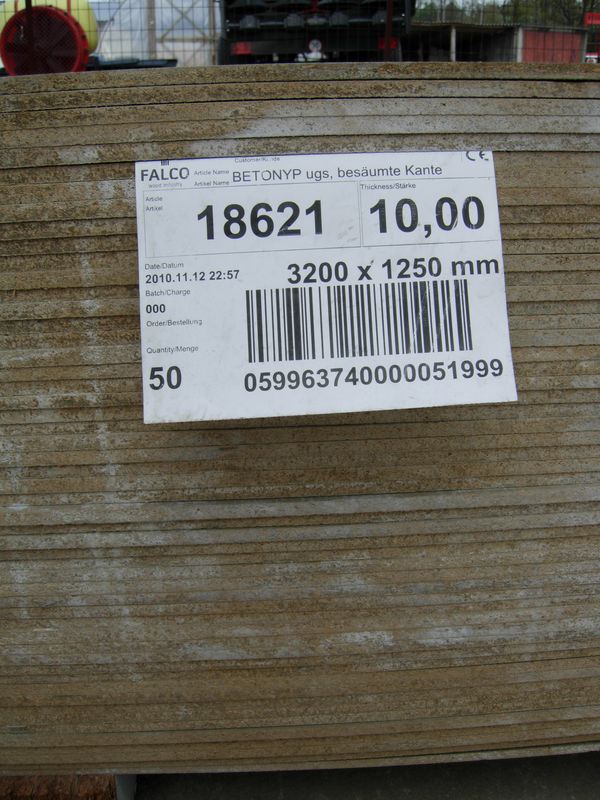 Customer/Kunde
CE
FALCO
wood industry
Article Name
Artikel Name
BETONYP ugs, besäumte Kante
Article
Artikel
18621
Thickness/Stärke
10,00
Date/Datum
2010.11.12 22:57
3200 x 1250 mm
Batch/Charge
000
Order/Bestellung
Quantity/Menge
50
059963740000051999